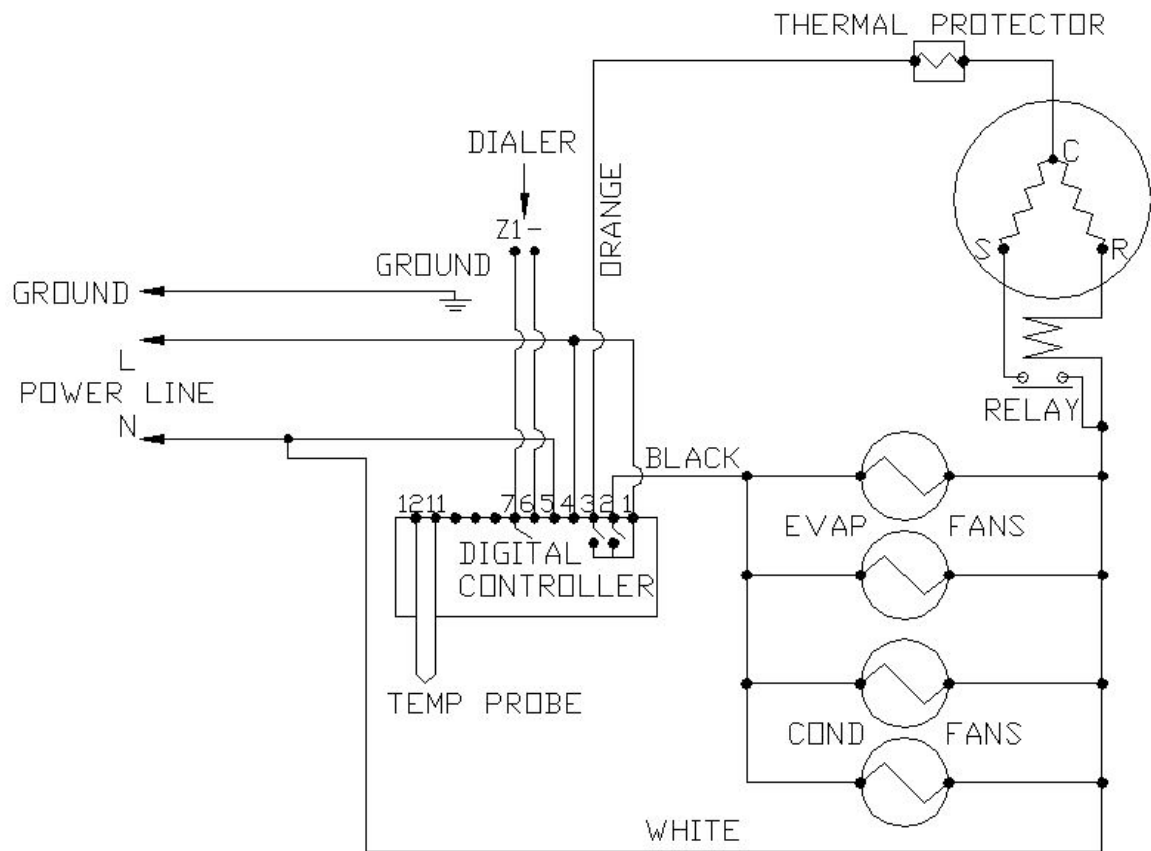 THERMAL PROTECTOR
DIALER
C
Z1-
ORANGE
S
R
GROUND
GROUND
L
POWER LINE
N
RELAY
BLACK
1211
7654321
EVAP FANS
DIGITAL
CONTROLLER
TEMP PROBE
COND FANS
WHITE